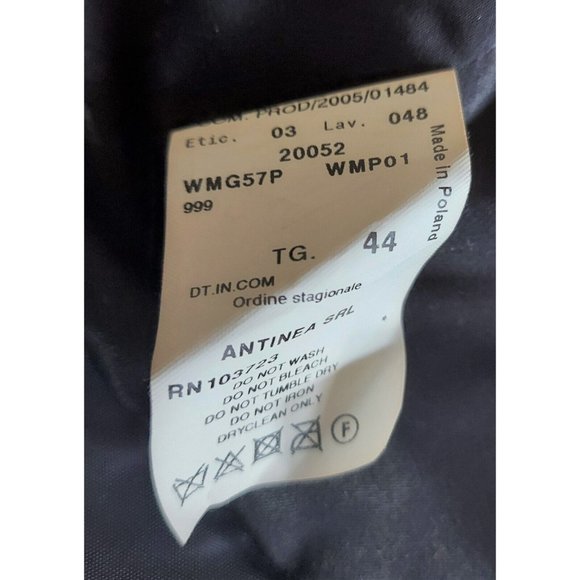 COM. PROD/2005/01484
Etic. 03 Lav. 048
20052
WMG57P WMP01
999
Made in Poland
TG. 44
DT.IN.COM
Ordine stagionale
ANTINEA SRL
RN103723
DO NOT WASH
DO NOT BLEACH
DO NOT TUMBLE DRY
DO NOT IRON
DRYCLEAN ONLY
F